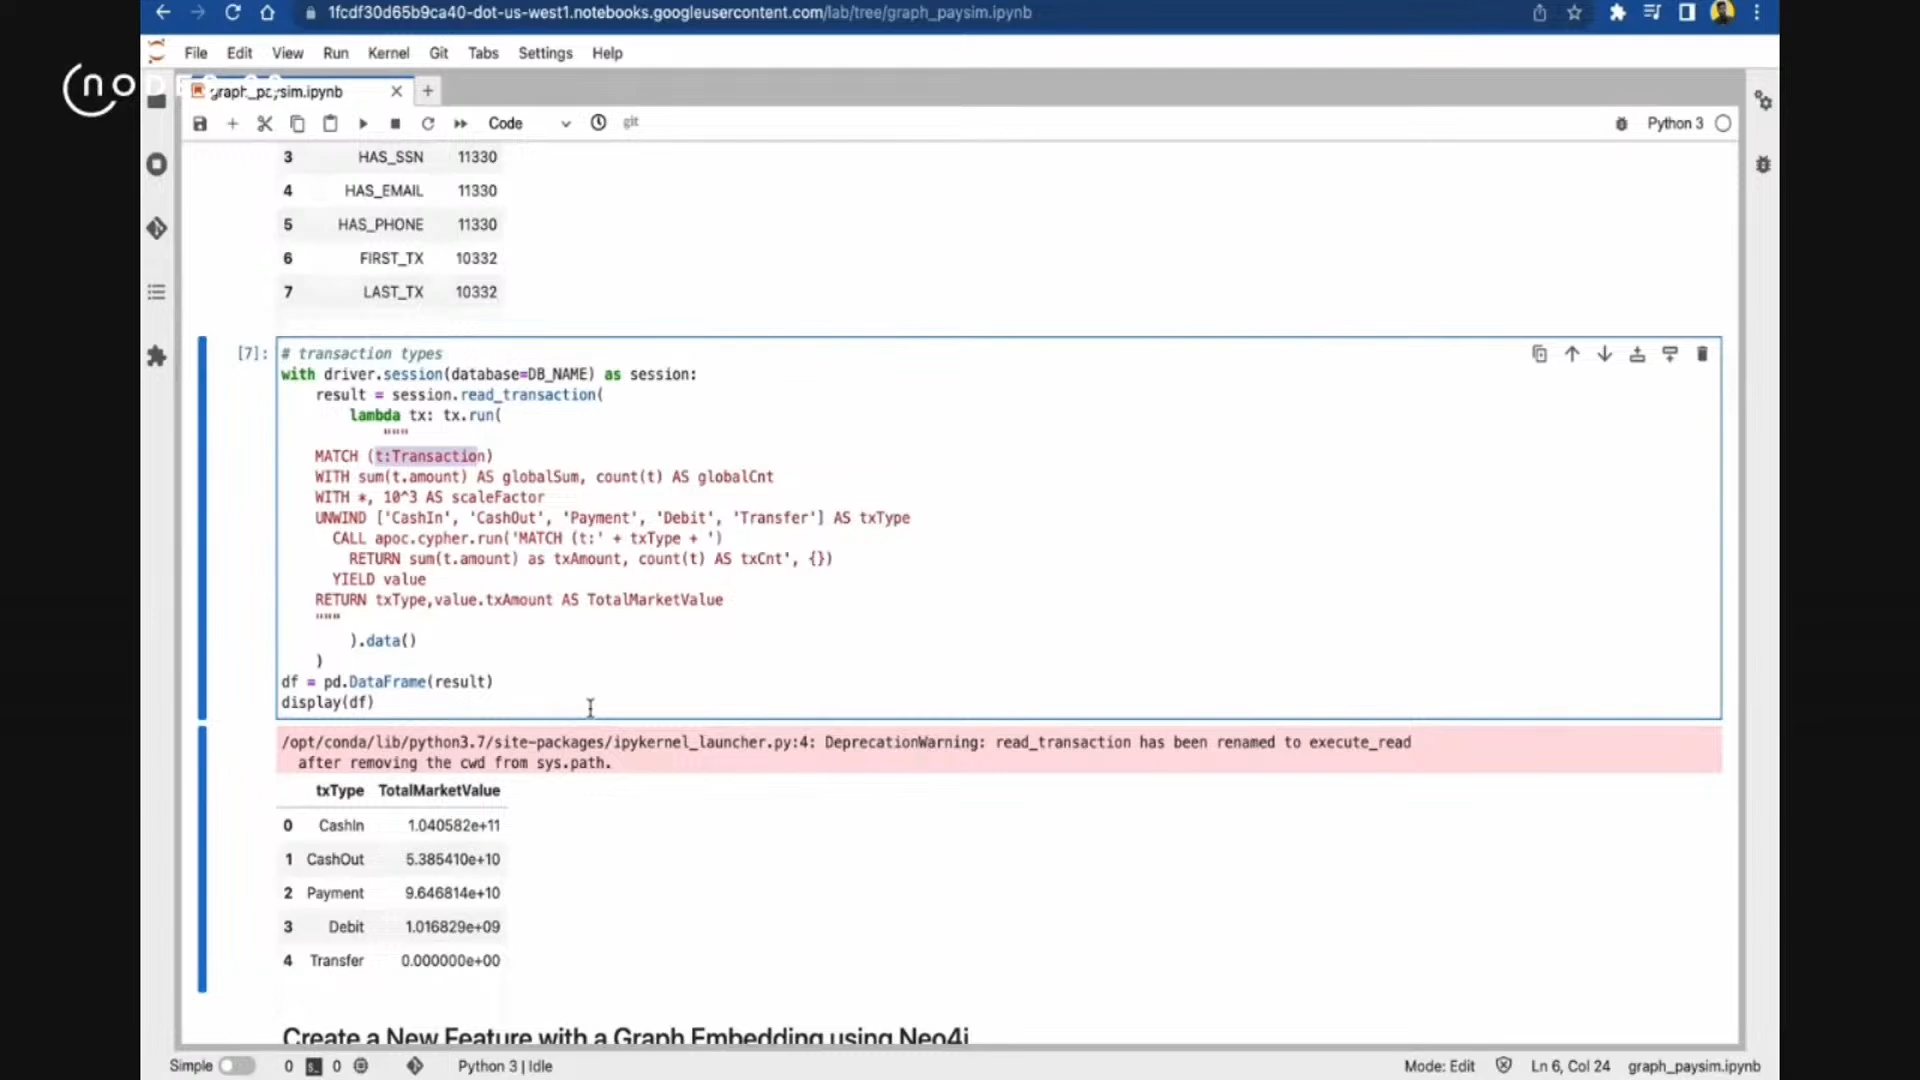 1fcdf30d65b9ca40-dot-us-west1.notebooks.googleusercontent.com/lab/tree/graph_paysim.ipynb
File Edit View Run Kernel Git Tabs Settings Help
graph_paysim.ipynb
Code git Python 3
3 HAS_SSN 11330
4 HAS_EMAIL 11330
5 HAS_PHONE 11330
6 FIRST_TX 10332
7 LAST_TX 10332
[7]: # transaction types
with driver.session(database=DB_NAME) as session:
    result = session.read_transaction(
        lambda tx: tx.run(
            """
    MATCH (t:Transaction)
    WITH sum(t.amount) AS globalSum, count(t) AS globalCnt
    WITH *, 10^3 AS scaleFactor
    UNWIND ['CashIn', 'CashOut', 'Payment', 'Debit', 'Transfer'] AS txType
      CALL apoc.cypher.run('MATCH (t:' + txType + ')
        RETURN sum(t.amount) as txAmount, count(t) AS txCnt', {})
      YIELD value
    RETURN txType,value.txAmount AS TotalMarketValue
    """
        ).data()
    )
df = pd.DataFrame(result)
display(df)
/opt/conda/lib/python3.7/site-packages/ipykernel_launcher.py:4: DeprecationWarning: read_transaction has been renamed to execute_read
  after removing the cwd from sys.path.
txType TotalMarketValue
0 CashIn 1.040582e+11
1 CashOut 5.385410e+10
2 Payment 9.646814e+10
3 Debit 1.016829e+09
4 Transfer 0.000000e+00
Create a New Feature with a Graph Embedding using Neo4j
Simple 0 0 Python 3 | Idle Mode: Edit Ln 6, Col 24 graph_paysim.ipynb